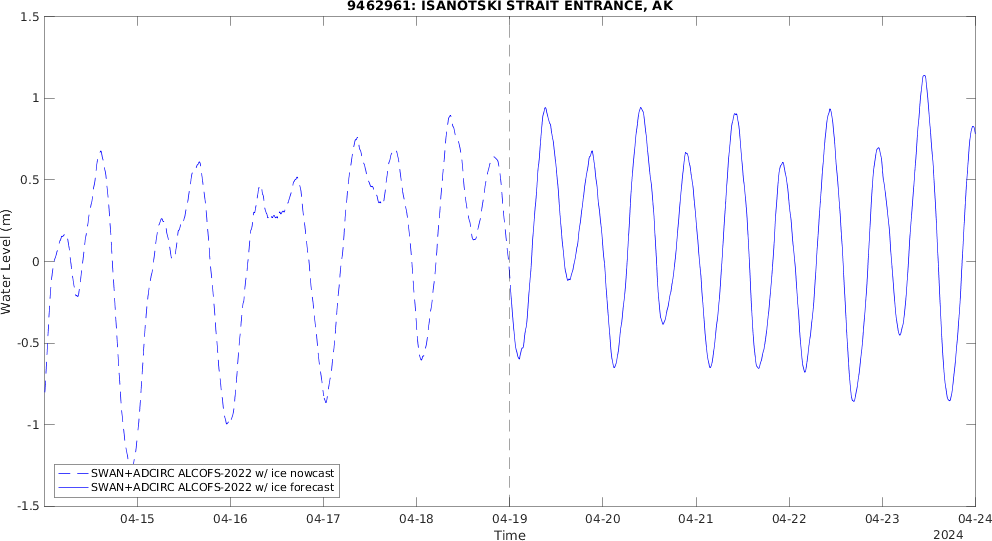 9462961: ISANOTSKI STRAIT ENTRANCE, AK
1.5
1
0.5
0
-0.5
-1
-1.5
Water Level (m)
SWAN+ADCIRC ALCOFS-2022 w/ ice nowcast
SWAN+ADCIRC ALCOFS-2022 w/ ice forecast
04-15 04-16 04-17 04-18 04-19 04-20 04-21 04-22 04-23 04-24
Time
2024